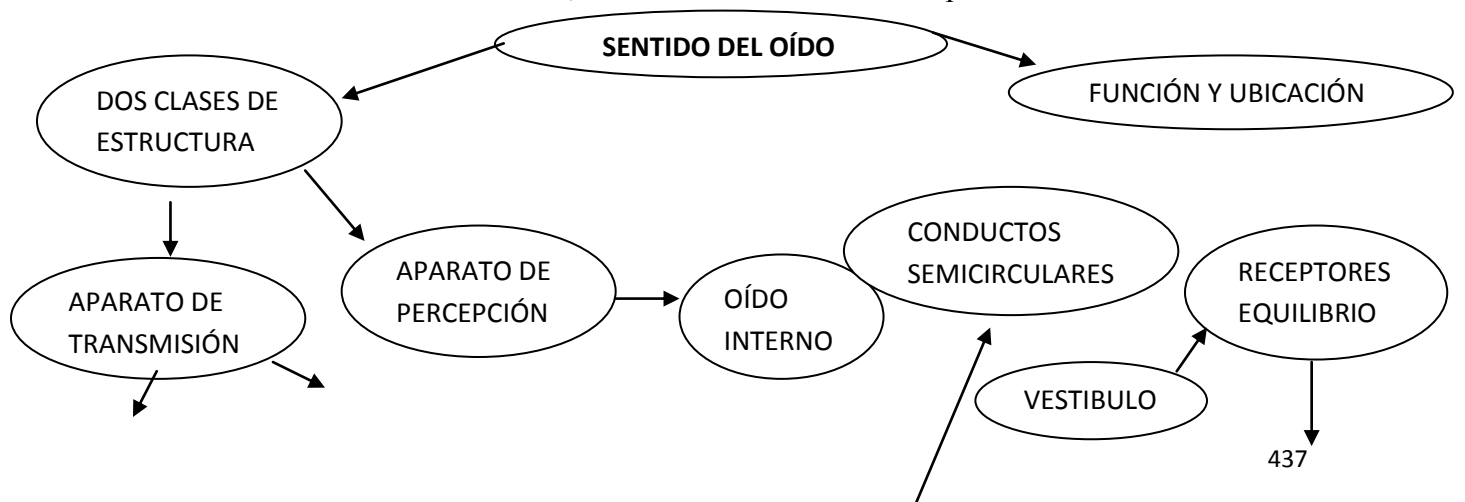 SENTIDO DEL OÍDO
FUNCIÓN Y UBICACIÓN
DOS CLASES DE
ESTRUCTURA
APARATO DE
TRANSMISIÓN
APARATO DE
PERCEPCIÓN
OÍDO
INTERNO
CONDUCTOS
SEMICIRCULARES
VESTIBULO
RECEPTORES
EQUILIBRIO
437